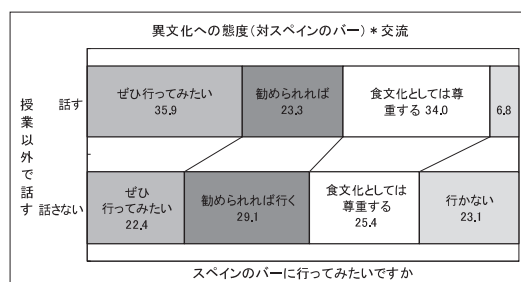 異文化への態度(対スペインのバー)*交流
授業以外で話す
話す
ぜひ行ってみたい
35.9
勧められれば
23.3
食文化としては尊
重する 34.0
6.8
話さない
ぜひ
行ってみたい
22.4
勧められれば行く
29.1
食文化としては
尊重する
25.4
行かない
23.1
スペインのバーに行ってみたいですか